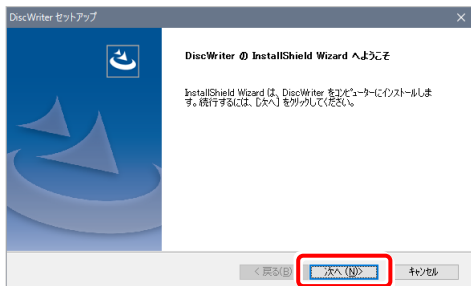 DiscWriter セットアップ
DiscWriter の InstallShield Wizard へようこそ
InstallShield Wizard は、DiscWriter をコンピューターにインストールしま
す。続行するには、[次へ] をクリックしてください。
< 戻る(B)
次へ (N)>
キャンセル